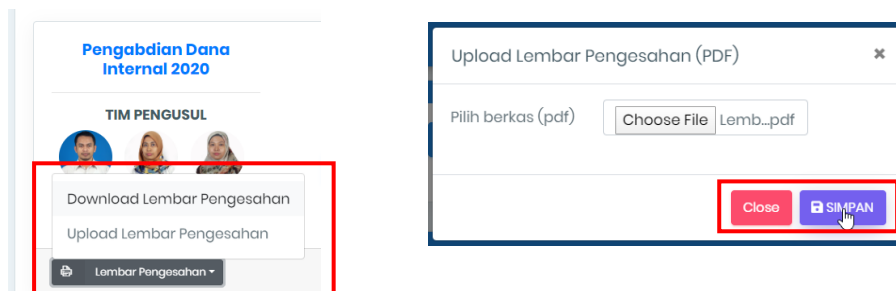 Pengabdian Dana
Internal 2020
TIM PENGUSUL
Download Lembar Pengesahan
Upload Lembar Pengesahan
Lembar Pengesahan
Upload Lembar Pengesahan (PDF)
Pilih berkas (pdf) Choose File Lemb...pdf
Close SIMPAN